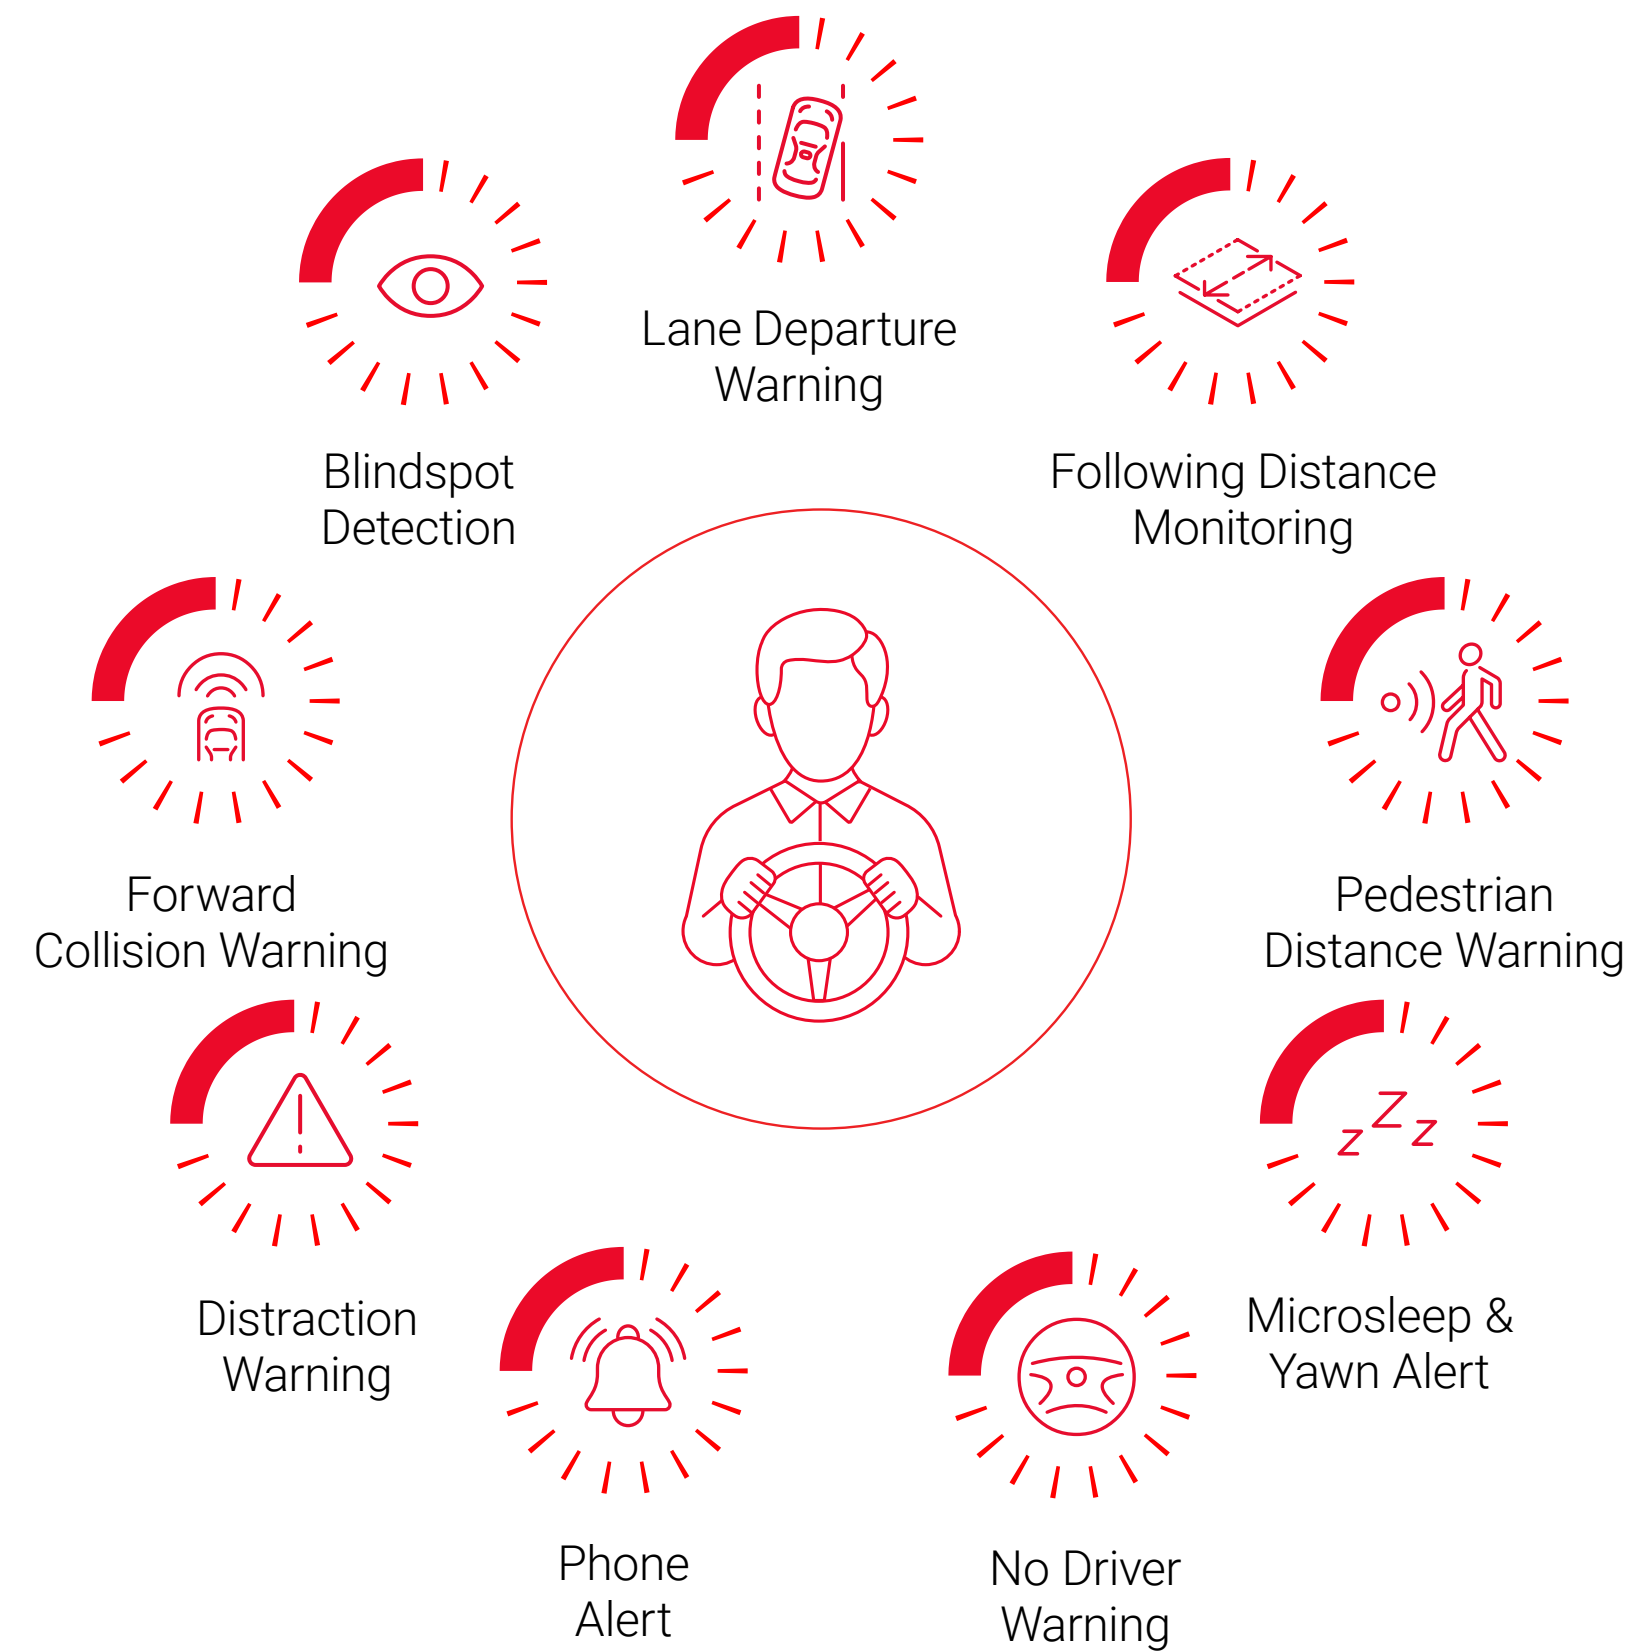 Lane Departure
Warning
Blindspot
Detection
Following Distance
Monitoring
Forward
Collision Warning
Pedestrian
Distance Warning
Distraction
Warning
Microsleep &
Yawn Alert
Phone
Alert
No Driver
Warning